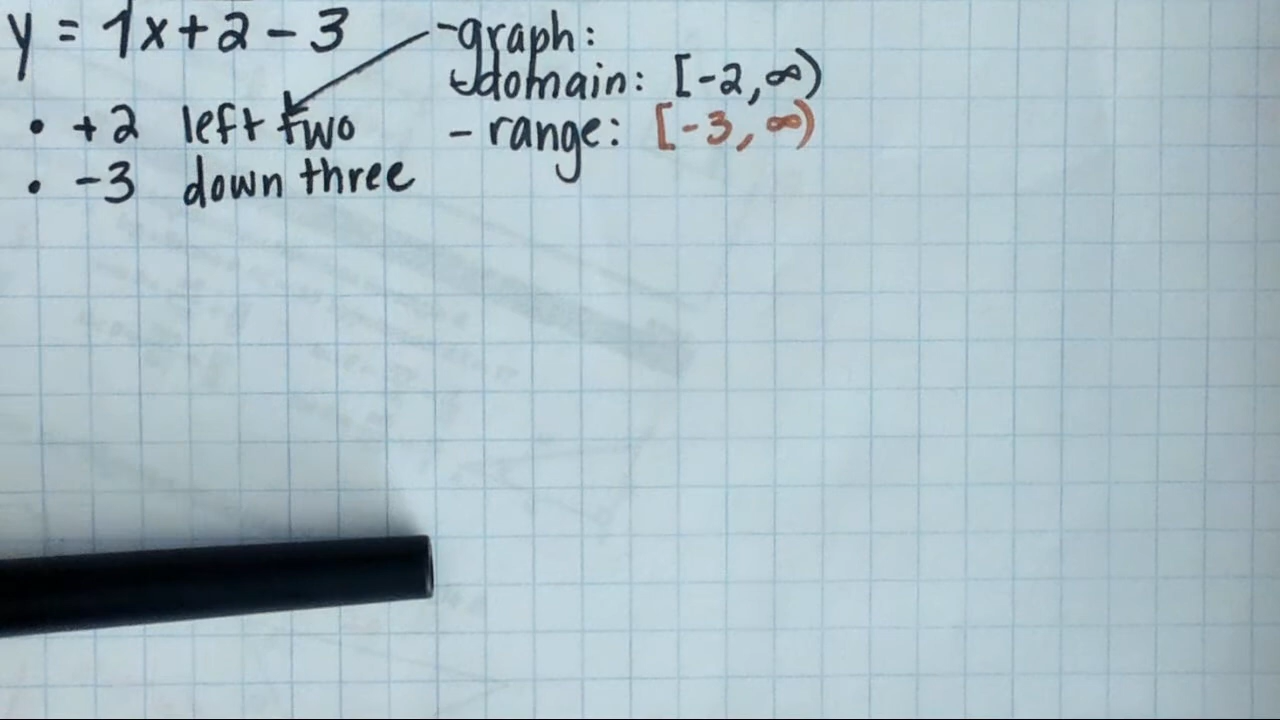 y = 1x+2 - 3
• +2 left two
• -3 down three
-graph:
domain: [-2, ∞)
- range: [-3, ∞)